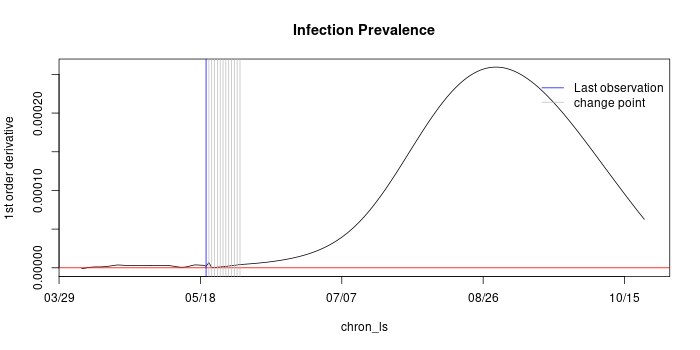 Infection Prevalence
1st order derivative
0.00020
0.00010
0.00000
Last observation
change point
03/29 05/18 07/07 08/26 10/15
chron_ls